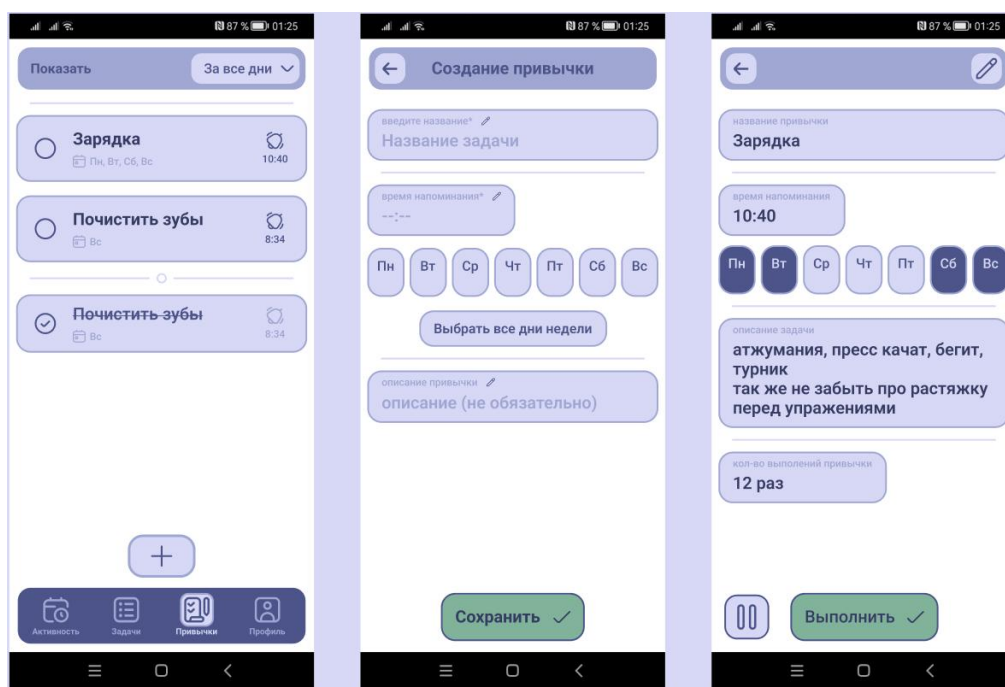 87 % 01:25
Показать
За все дни
Зарядка
Пн, Вт, Сб, Вс
10:40
Почистить зубы
Вс
8:34
Почистить зубы
Вс
8:34
Активность
Задачи
Привычки
Профиль
87 % 01:25
Создание привычки
введите название*
Название задачи
время напоминания*
--:--
Пн Вт Ср Чт Пт Сб Вс
Выбрать все дни недели
описание привычки
описание (не обязательно)
Сохранить
87 % 01:25
название привычки
Зарядка
время напоминания
10:40
Пн Вт Ср Чт Пт Сб Вс
описание задачи
атжумания, пресс качат, бегит,
турник
так же не забыть про растяжку
перед упражениями
кол-во выполений привычки
12 раз
Выполнить